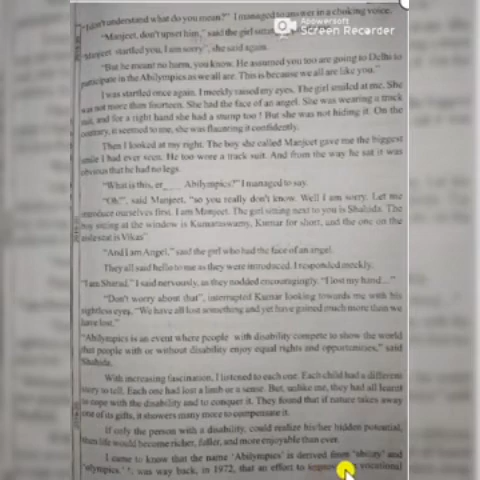 "I don't understand what do you mean?" I managed to answer in a choking voice.
"Manjeet, don't upset him," said the girl
Apowersoft
Screen Recorder
"Manjeet startled you, I am sorry", she said again.
"But he meant no harm, you know. He assumed you too are going to Delhi to
participate in the Abilympics as we all are. This is because we all are like you."
I was startled once again. I meekly raised my eyes. The girl smiled at me. She
was not more than fourteen. She had the face of an angel. She was wearing a track
suit, and for a right hand she had a stump too ! But she was not hiding it. On the
contrary, it seemed to me, she was flaunting it confidently.
Then I looked at my right. The boy she called Manjeet gave me the biggest
smile I had ever seen. He too wore a track suit. And from the way he sat it was
obvious that he had no legs.
"What is this, er__ Abilympics?" I managed to say.
"Oh!", said Manjeet, "so you really don't know. Well I am sorry. Let me
introduce ourselves first. I am Monjeet. The girl sitting next to you is Shahida. The
boy sitting at the window is Kumaraswamy, Kumar for short, and the one on the
is Vikas"
"And I am Angel," said the girl who had the face of an angel.
They all said hello to me as they were introduced. I responded meekly.
"I am Sharad," I said nervously, as they nodded encouragingly. "I lost my hand..."
"Don't worry about that", interrupted Kumar looking towards me with his
sightless eyes. "We have all lost something and yet have gained much more than we
have lost."
"Abilympics is an event where people with disability compete to show the world
that people with or without disability enjoy equal rights and opportunities," said
Shahida.
With increasing fascination, I listened to each one. Each child had a different
story to tell. Each one had lost a limb or a sense. But, unlike me, they had all learnt
to cope with the disability and to conquer it. They found that if nature takes away
one of its gifts, it showers many more to compensate it.
If only the person with a disability, could realize his/her hidden potential,
then life would become richer, fuller, and more enjoyable than ever.
I came to know that the name 'Abilympics' is derived from 'ability' and
'olympics'. was way back, in 1972, that an effort to vocational